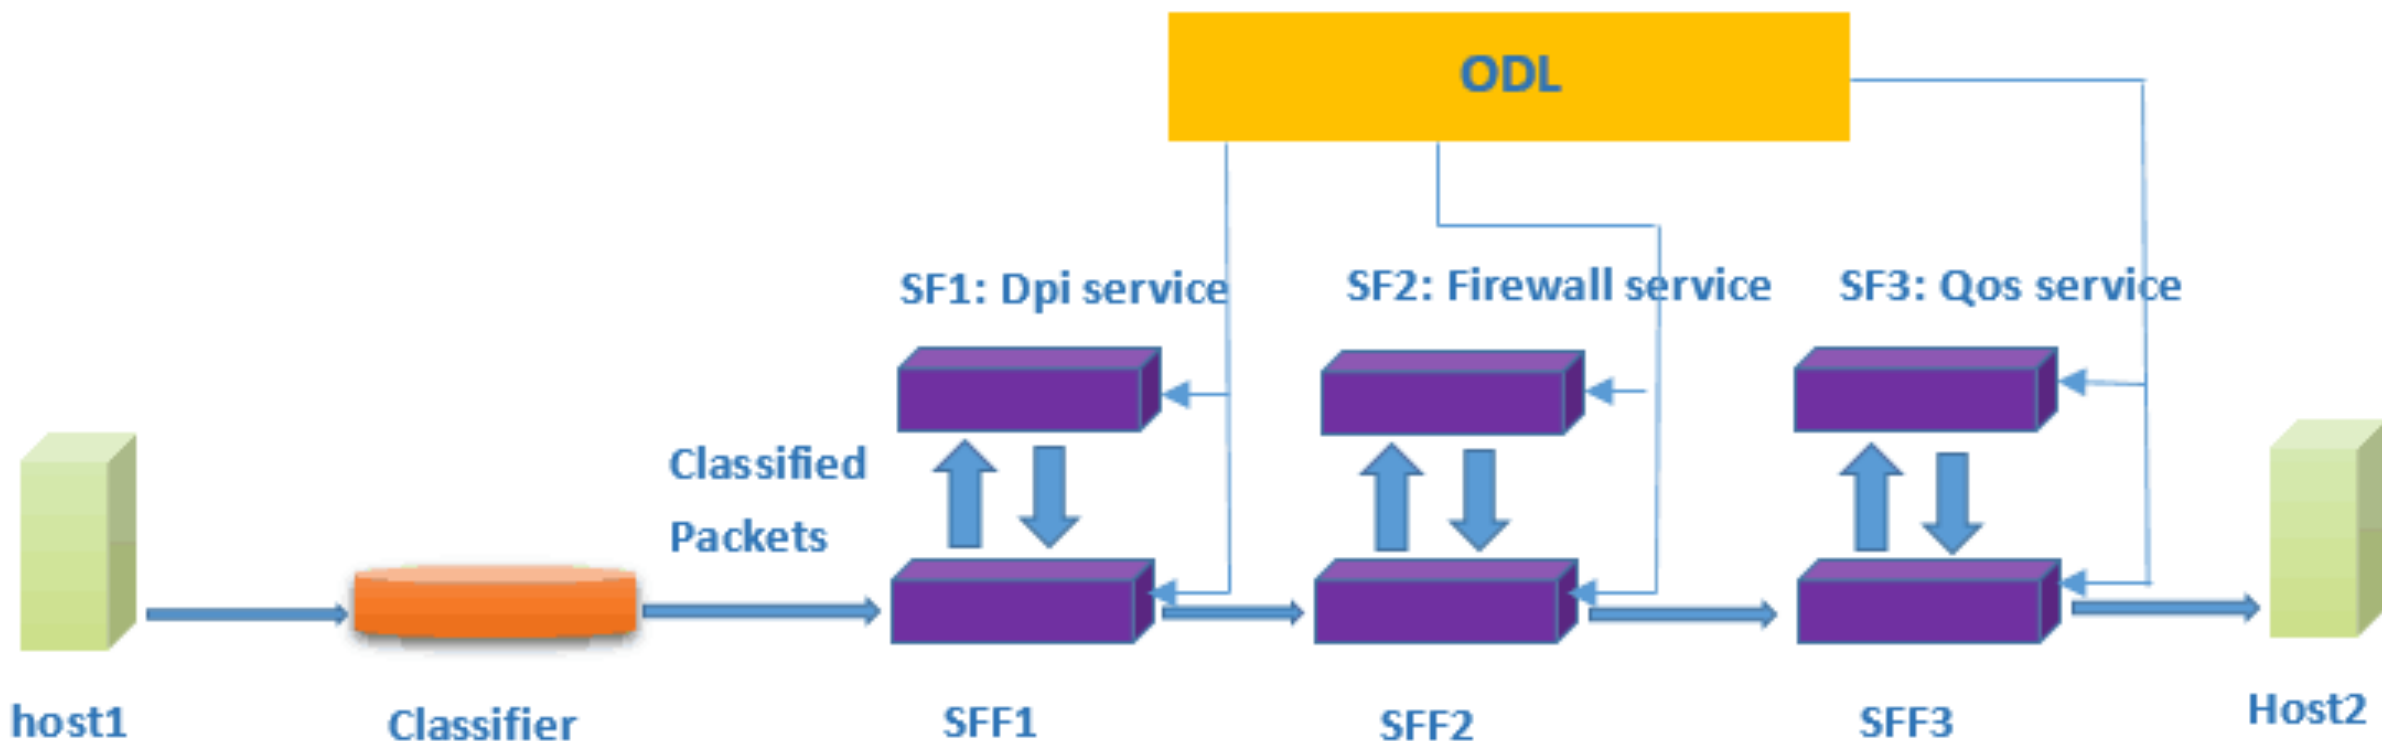 ODL
SF1: Dpi service
SF2: Firewall service
SF3: Qos service
Classified
Packets
host1
Classifier
SFF1
SFF2
SFF3
Host2